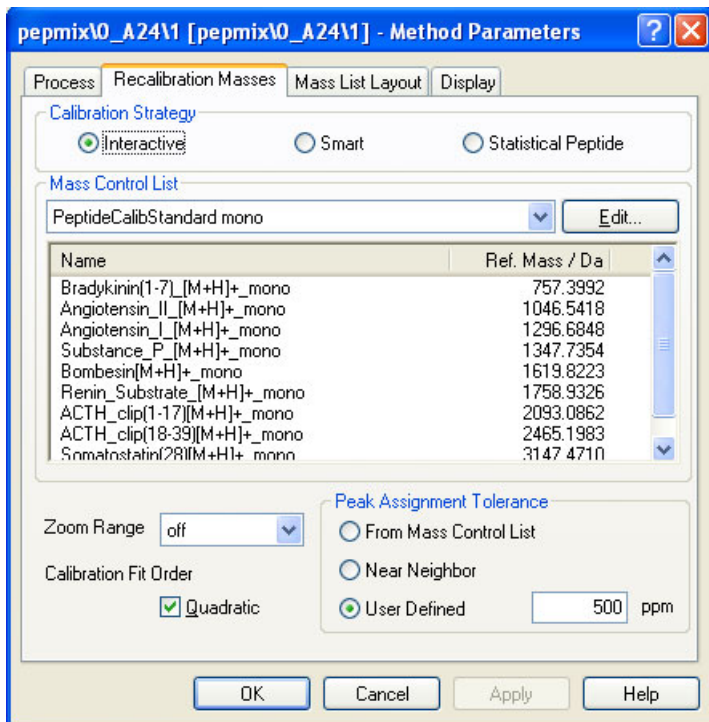 pepmix\0_A24\1 [pepmix\0_A24\1] - Method Parameters
Process Recalibration Masses Mass List Layout Display
Calibration Strategy
Interactive Smart Statistical Peptide
Mass Control List
PeptideCalibStandard mono Edit...
Name Ref. Mass / Da
Bradykinin(1-7)_[M+H]+_mono 757.3992
Angiotensin_II_[M+H]+_mono 1046.5418
Angiotensin_I_[M+H]+_mono 1296.6848
Substance_P_[M+H]+_mono 1347.7354
Bombesin[M+H]+_mono 1619.8223
Renin_Substrate_[M+H]+_mono 1758.9326
ACTH_clip(1-17)[M+H]+_mono 2093.0862
ACTH_clip(18-39)[M+H]+_mono 2465.1983
Somatostatin(28)[M+H]+_mono 3147.4710
Peak Assignment Tolerance
Zoom Range off From Mass Control List
Calibration Fit Order Near Neighbor
Quadratic User Defined 500 ppm
OK Cancel Apply Help